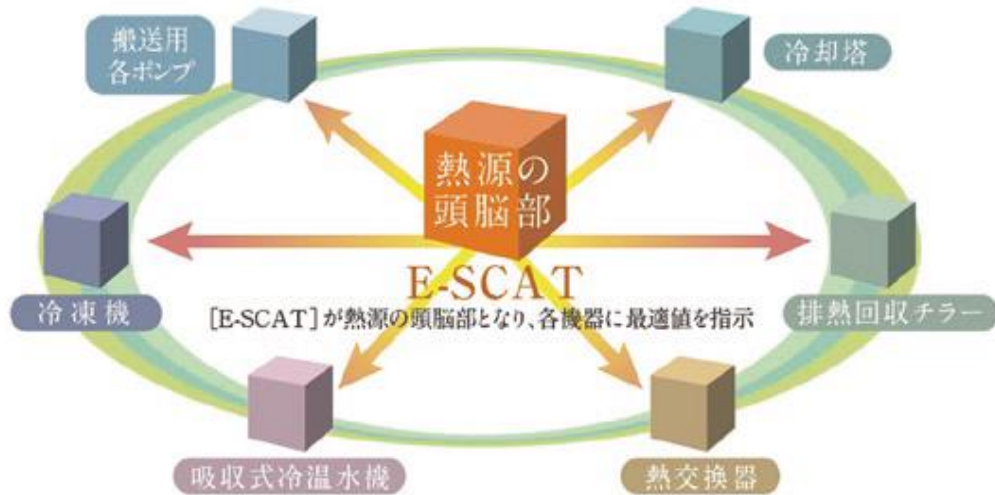 搬送用
各ポンプ
冷却塔
熱源の
頭脳部
冷凍機
E-SCAT
排熱回収チラー
[E-SCAT]が熱源の頭脳部となり、各機器に最適値を指示
吸収式冷温水機
熱交換器